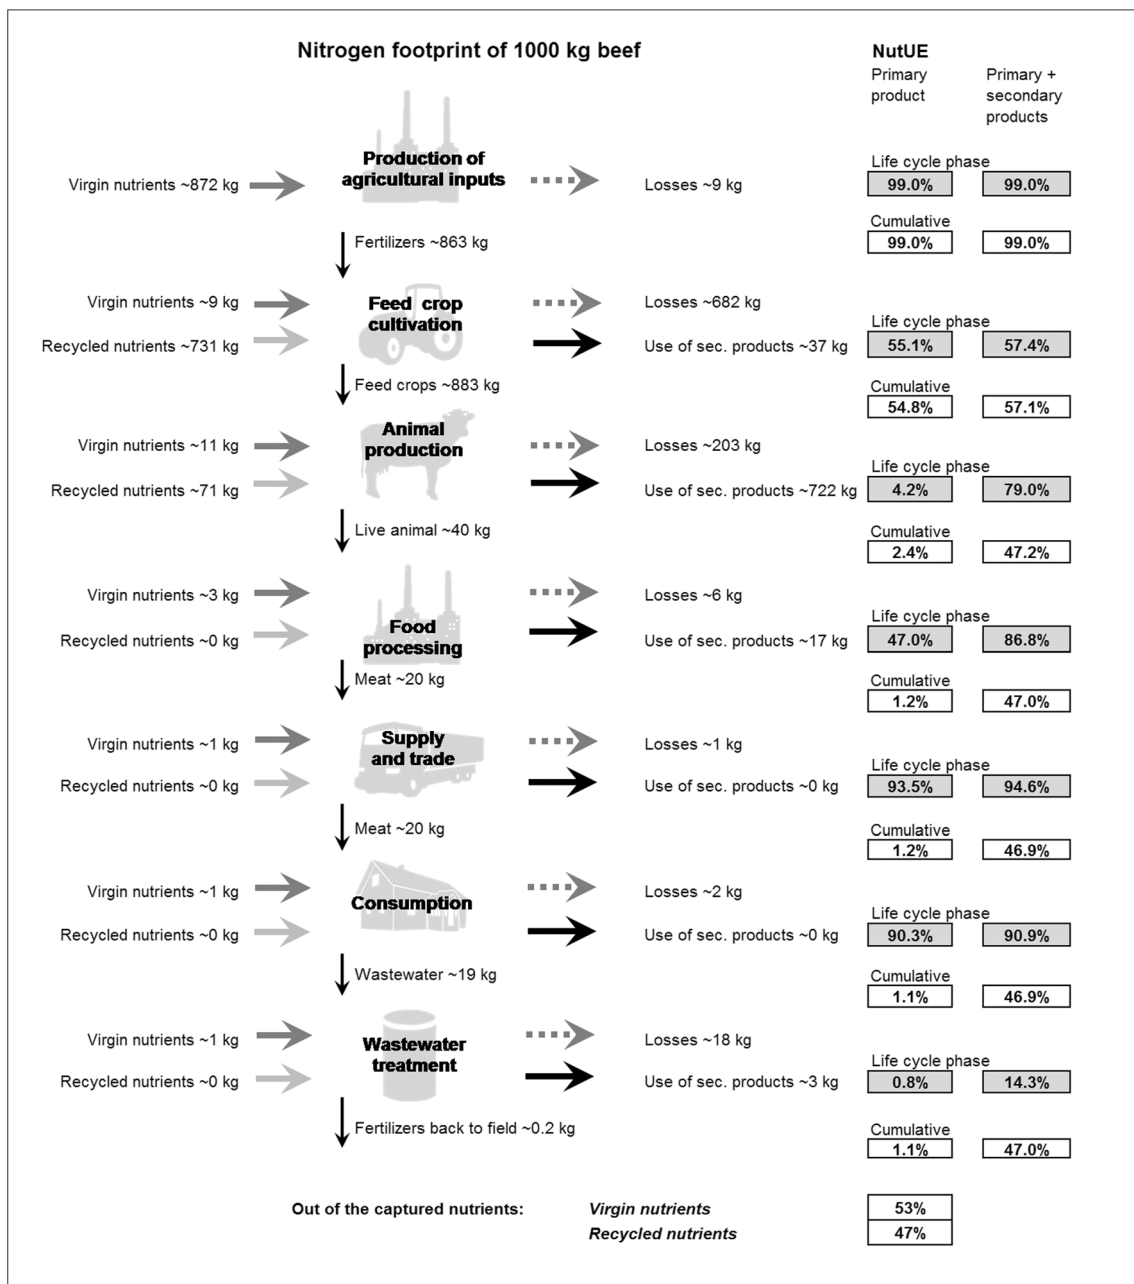 Nitrogen footprint of 1000 kg beef
NutUE
Primary product
Primary + secondary products
Production of agricultural inputs
Virgin nutrients ~872 kg
Losses ~9 kg
Life cycle phase
99.0% 99.0%
Cumulative
99.0% 99.0%
Fertilizers ~863 kg
Virgin nutrients ~9 kg
Feed crop cultivation
Losses ~682 kg
Recycled nutrients ~731 kg
Use of sec. products ~37 kg
Life cycle phase
55.1% 57.4%
Feed crops ~883 kg
Cumulative
54.8% 57.1%
Animal production
Virgin nutrients ~11 kg
Losses ~203 kg
Recycled nutrients ~71 kg
Use of sec. products ~722 kg
Life cycle phase
4.2% 79.0%
Live animal ~40 kg
Cumulative
2.4% 47.2%
Virgin nutrients ~3 kg
Losses ~6 kg
Food processing
Recycled nutrients ~0 kg
Use of sec. products ~17 kg
Life cycle phase
47.0% 86.8%
Meat ~20 kg
Cumulative
1.2% 47.0%
Virgin nutrients ~1 kg
Supply and trade
Losses ~1 kg
Recycled nutrients ~0 kg
Use of sec. products ~0 kg
Life cycle phase
93.5% 94.6%
Meat ~20 kg
Cumulative
1.2% 46.9%
Virgin nutrients ~1 kg
Consumption
Losses ~2 kg
Recycled nutrients ~0 kg
Use of sec. products ~0 kg
Life cycle phase
90.3% 90.9%
Wastewater ~19 kg
Cumulative
1.1% 46.9%
Virgin nutrients ~1 kg
Wastewater treatment
Losses ~18 kg
Recycled nutrients ~0 kg
Use of sec. products ~3 kg
Life cycle phase
0.8% 14.3%
Fertilizers back to field ~0.2 kg
Cumulative
1.1% 47.0%
Out of the captured nutrients: Virgin nutrients 53%
Recycled nutrients 47%